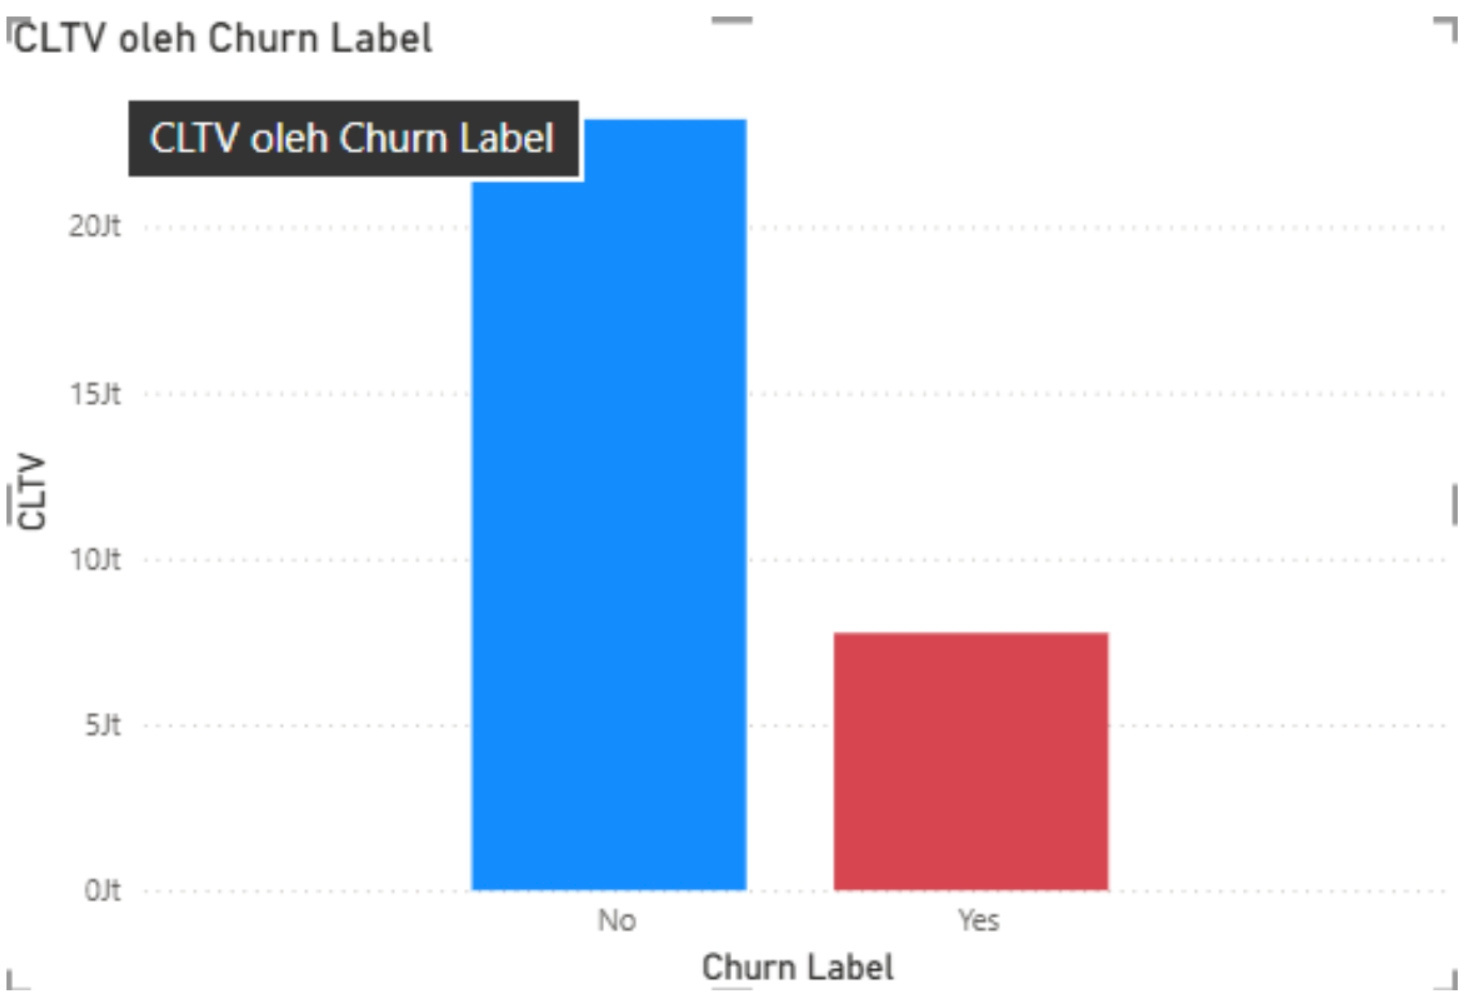 CLTV oleh Churn Label
CLTV oleh Churn Label
20Jt
15Jt
10Jt
5Jt
0Jt
CLTV
No
Yes
Churn Label